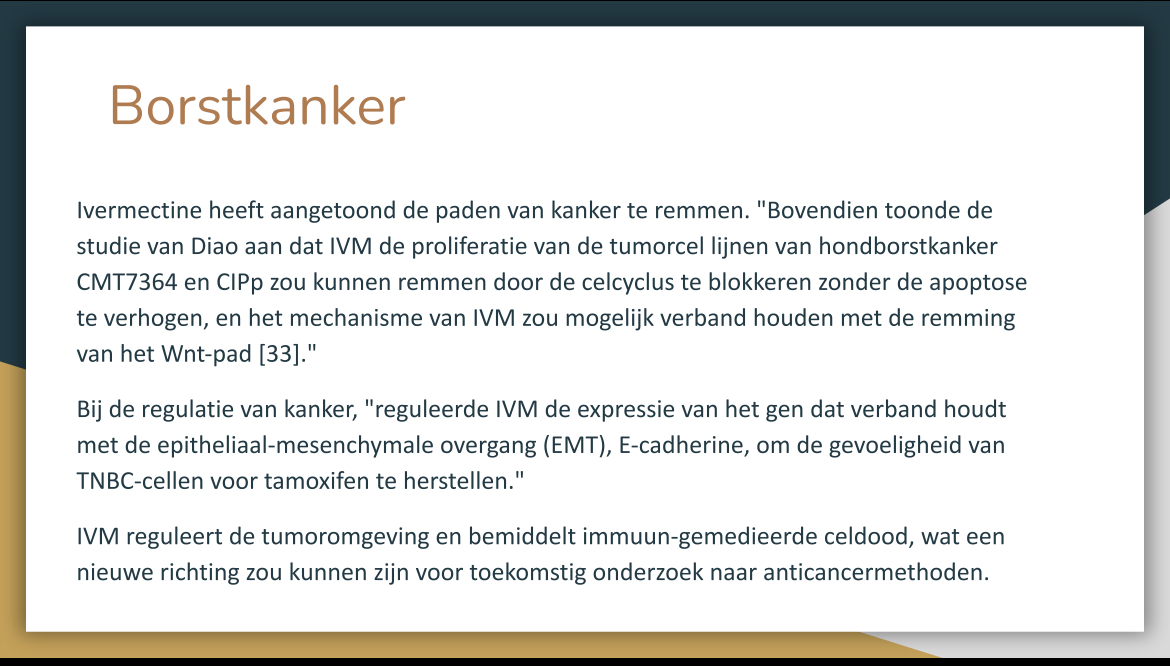 Borstkanker
Ivermectine heeft aangetoond de paden van kanker te remmen. "Bovendien toonde de
studie van Diao aan dat IVM de proliferatie van de tumorcel lijnen van hondborstkanker
CMT7364 en CIPp zou kunnen remmen door de celcyclus te blokkeren zonder de apoptose
te verhogen, en het mechanisme van IVM zou mogelijk verband houden met de remming
van het Wnt-pad [33]."
Bij de regulatie van kanker, "reguleerde IVM de expressie van het gen dat verband houdt
met de epitheliaal-mesenchymale overgang (EMT), E-cadherine, om de gevoeligheid van
TNBC-cellen voor tamoxifen te herstellen."
IVM reguleert de tumoromgeving en bemiddelt immuun-gemedieerde celdood, wat een
nieuwe richting zou kunnen zijn voor toekomstig onderzoek naar anticancermethoden.